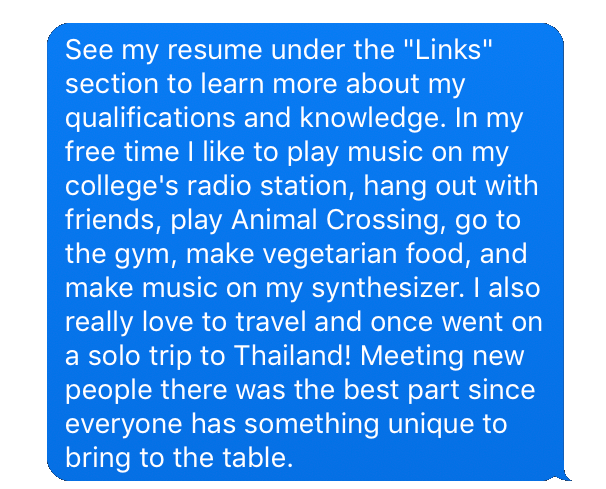 See my resume under the "Links"
section to learn more about my
qualifications and knowledge. In my
free time I like to play music on my
college's radio station, hang out with
friends, play Animal Crossing, go to
the gym, make vegetarian food, and
make music on my synthesizer. I also
really love to travel and once went on
a solo trip to Thailand! Meeting new
people there was the best part since
everyone has something unique to
bring to the table.